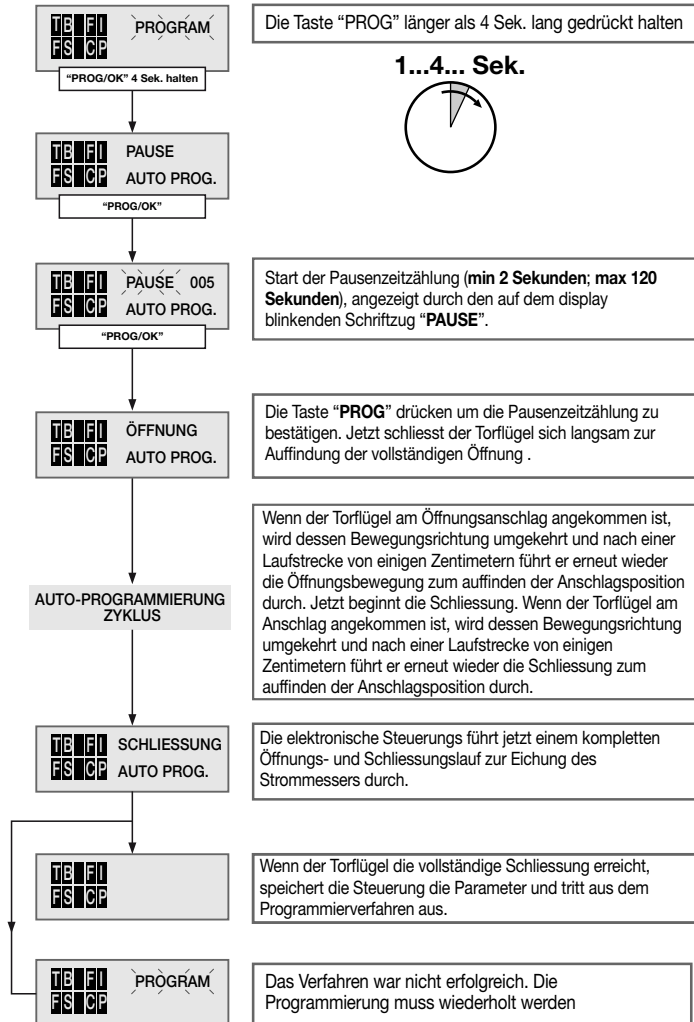 TB FI PROGRAM
FS CP
Die Taste “PROG” länger als 4 Sek. lang gedrückt halten
“PROG/OK” 4 Sek. halten
1...4... Sek.
TB FI PAUSE
FS CP AUTO PROG.
“PROG/OK”
TB FI PAUSE 005
FS CP AUTO PROG.
“PROG/OK”
Start der Pausenzeitzählung (min 2 Sekunden; max 120
Sekunden), angezeigt durch den auf dem display
blinkenden Schriftzug “PAUSE”.
TB FI ÖFFNUNG
FS CP AUTO PROG.
Die Taste “PROG” drücken um die Pausenzeitzählung zu
bestätigen. Jetzt schliesst der Torflügel sich langsam zur
Auffindung der vollständigen Öffnung .
AUTO-PROGRAMMIERUNG
ZYKLUS
Wenn der Torflügel am Öffnungsanschlag angekommen ist,
wird dessen Bewegungsrichtung umgekehrt und nach einer
Laufstrecke von einigen Zentimetern führt er erneut wieder
die Öffnungsbewegung zum auffinden der Anschlagsposition
durch. Jetzt beginnt die Schliessung. Wenn der Torflügel am
Anschlag angekommen ist, wird dessen Bewegungsrichtung
umgekehrt und nach einer Laufstrecke von einigen
Zentimetern führt er erneut wieder die Schliessung zum
auffinden der Anschlagsposition durch.
TB FI SCHLIESSUNG
FS CP AUTO PROG.
Die elektronische Steuerungs führt jetzt einem kompletten
Öffnungs- und Schliessungslauf zur Eichung des
Strommessers durch.
TB FI
FS CP
Wenn der Torflügel die vollständige Schliessung erreicht,
speichert die Steuerung die Parameter und tritt aus dem
Programmierverfahren aus.
TB FI PROGRAM
FS CP
Das Verfahren war nicht erfolgreich. Die
Programmierung muss wiederholt werden